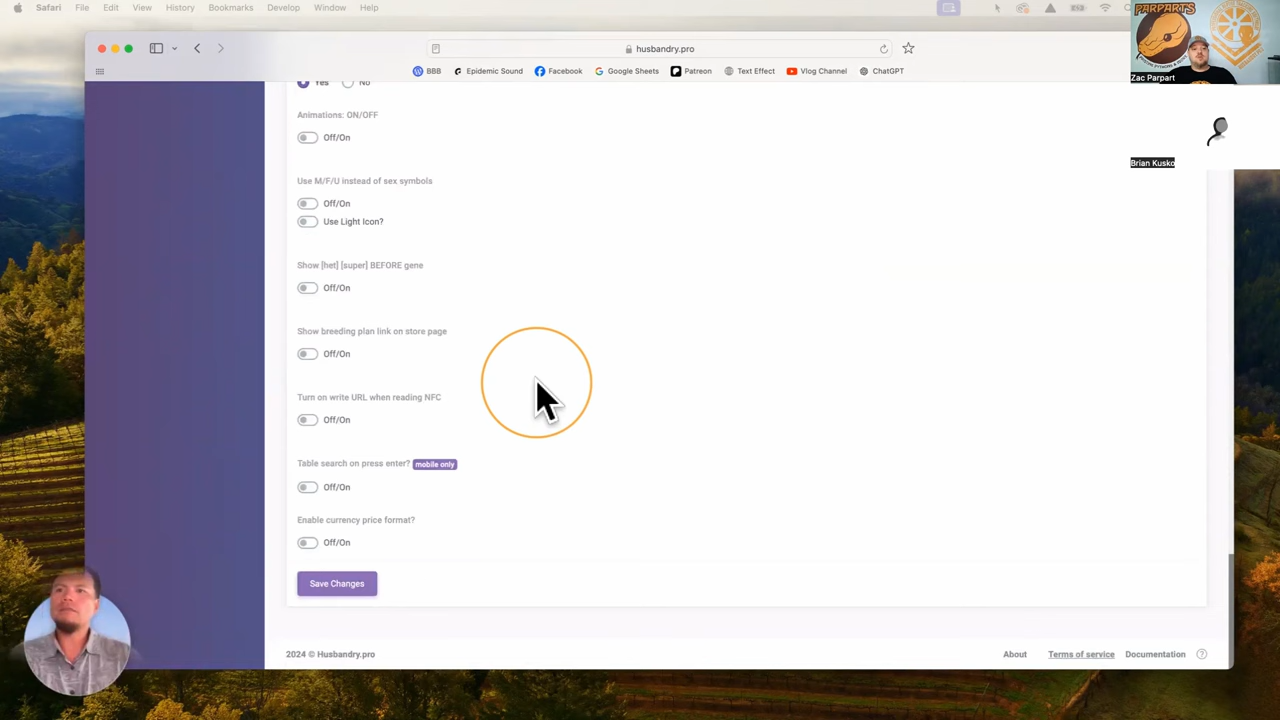 Safari File Edit View History Bookmarks Develop Window Help
husbandry.pro
BBB Epidemic Sound Facebook Google Sheets Patreon Text Effect Vlog Channel ChatGPT
PARPART'S
Zac Parpart
Brian Kusko
Yes No
Animations: ON/OFF
Off/On
Use M/F/U instead of sex symbols
Off/On
Use Light Icon?
Show [het] [super] BEFORE gene
Off/On
Show breeding plan link on store page
Off/On
Turn on write URL when reading NFC
Off/On
Table search on press enter? mobile only
Off/On
Enable currency price format?
Off/On
Save Changes
2024 © Husbandry.pro About Terms of service Documentation ?